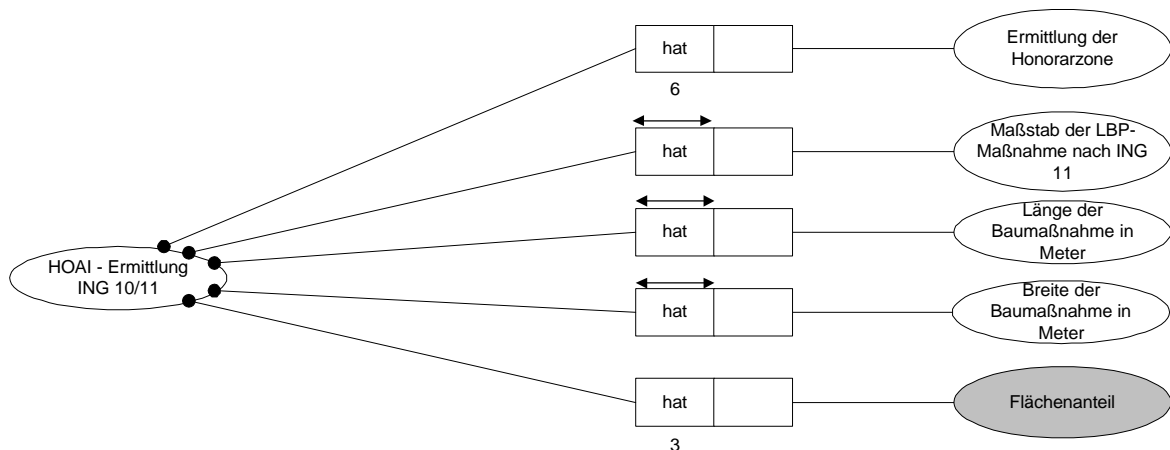 hat
Ermittlung der
Honorarzone
6
hat
Maßstab der LBP-
Maßnahme nach ING
11
hat
Länge der
Baumaßnahme in
Meter
HOAI - Ermittlung
ING 10/11
hat
Breite der
Baumaßnahme in
Meter
hat
Flächenanteil
3